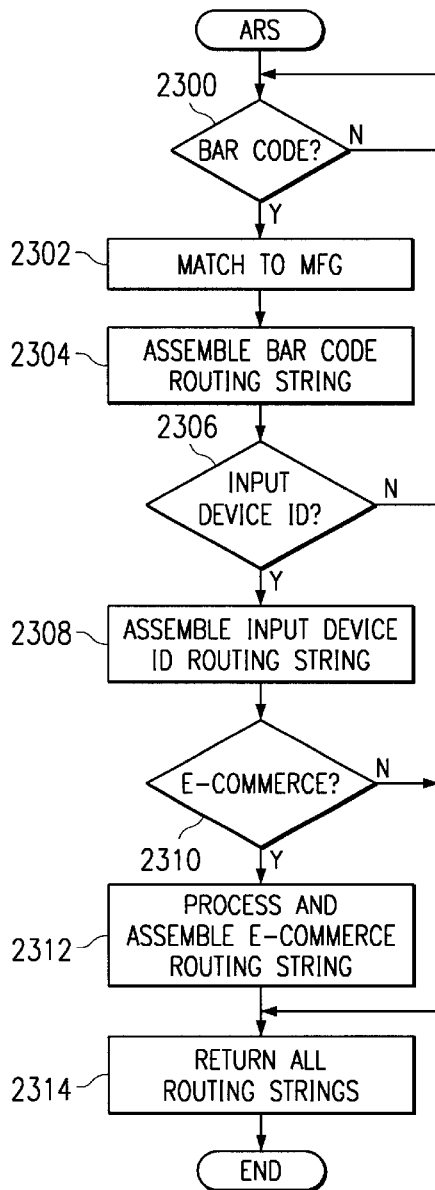 ARS
2300
BAR CODE?
N
Y
2302
MATCH TO MFG
2304
ASSEMBLE BAR CODE
ROUTING STRING
2306
INPUT
DEVICE ID?
N
Y
2308
ASSEMBLE INPUT DEVICE
ID ROUTING STRING
E-COMMERCE?
N
2310
Y
2312
PROCESS AND
ASSEMBLE E-COMMERCE
ROUTING STRING
2314
RETURN ALL
ROUTING STRINGS
END